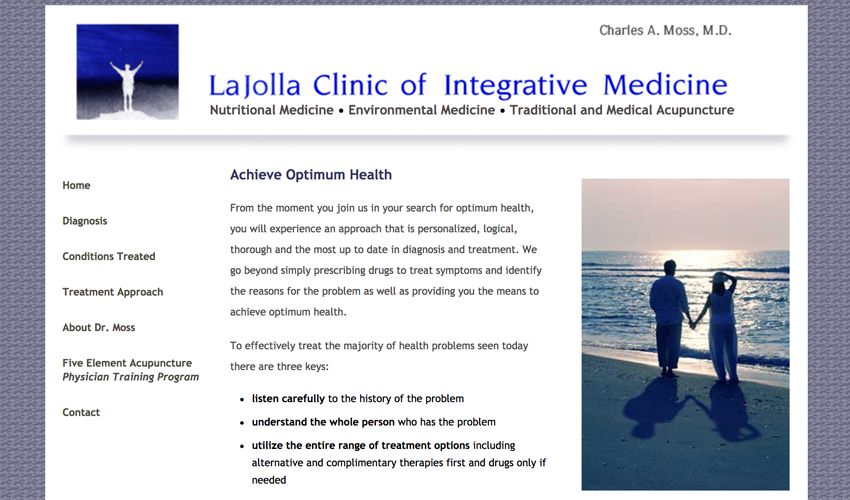 Charles A. Moss, M.D.
LaJolla Clinic of Integrative Medicine
Nutritional Medicine • Environmental Medicine • Traditional and Medical Acupuncture
Home
Diagnosis
Conditions Treated
Treatment Approach
About Dr. Moss
Five Element Acupuncture
Physician Training Program
Contact
Achieve Optimum Health
From the moment you join us in your search for optimum health,
you will experience an approach that is personalized, logical,
thorough and the most up to date in diagnosis and treatment. We
go beyond simply prescribing drugs to treat symptoms and identify
the reasons for the problem as well as providing you the means to
achieve optimum health.
To effectively treat the majority of health problems seen today
there are three keys:
• listen carefully to the history of the problem
• understand the whole person who has the problem
• utilize the entire range of treatment options including
alternative and complimentary therapies first and drugs only if
needed